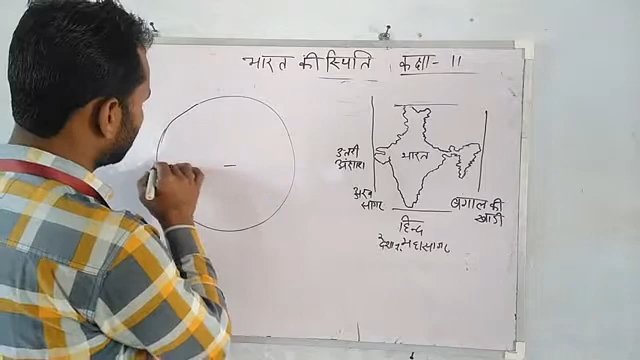 भारत की स्थिति कक्षा - 11
उत्तरी
भारत
अरब
सागर
बंगाल की
खाड़ी
हिन्द
महासागर